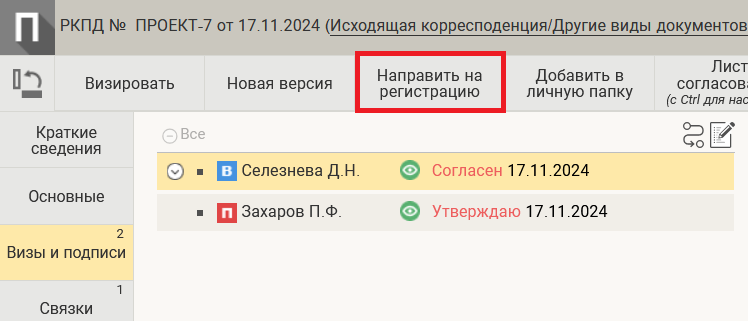 П РКПД № ПРОЕКТ-7 от 17.11.2024 (Исходящая корреспонденция/Другие виды документов
Визировать
Новая версия
Направить на
регистрацию
Добавить в
личную папку
Лист
согласова
(с Ctrl для нас
Краткие
сведения
Основные
2
Визы и подписи
1
Связки
Все
В Селезнева Д.Н. Согласен 17.11.2024
П Захаров П.Ф. Утверждаю 17.11.2024